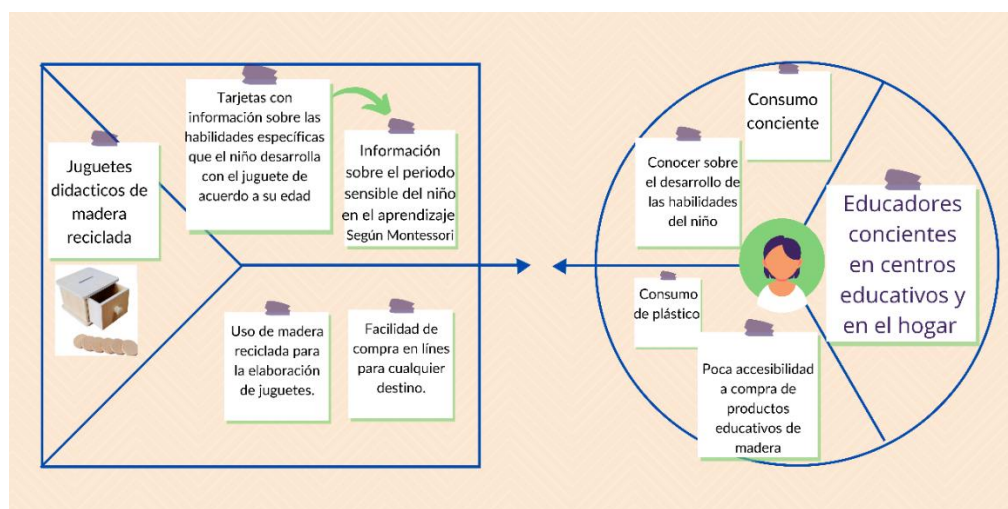 Juguetes
didacticos de
madera
reciclada
Tarjetas con
información sobre las
habilidades específicas
que el niño desarrolla
con el juguete de
acuerdo a su edad
Información
sobre el periodo
sensible del niño
en el aprendizaje
Según Montessori
Uso de madera
reciclada para
la elaboración
de juguetes.
Facilidad de
compra en línes
para cualquier
destino.
Consumo
conciente
Conocer sobre
el desarrollo de
las habilidades
del niño
Consumo
de plástico
Poca accesibilidad
a compra de
productos
educativos de
madera
Educadores
concientes
en centros
educativos y
en el hogar